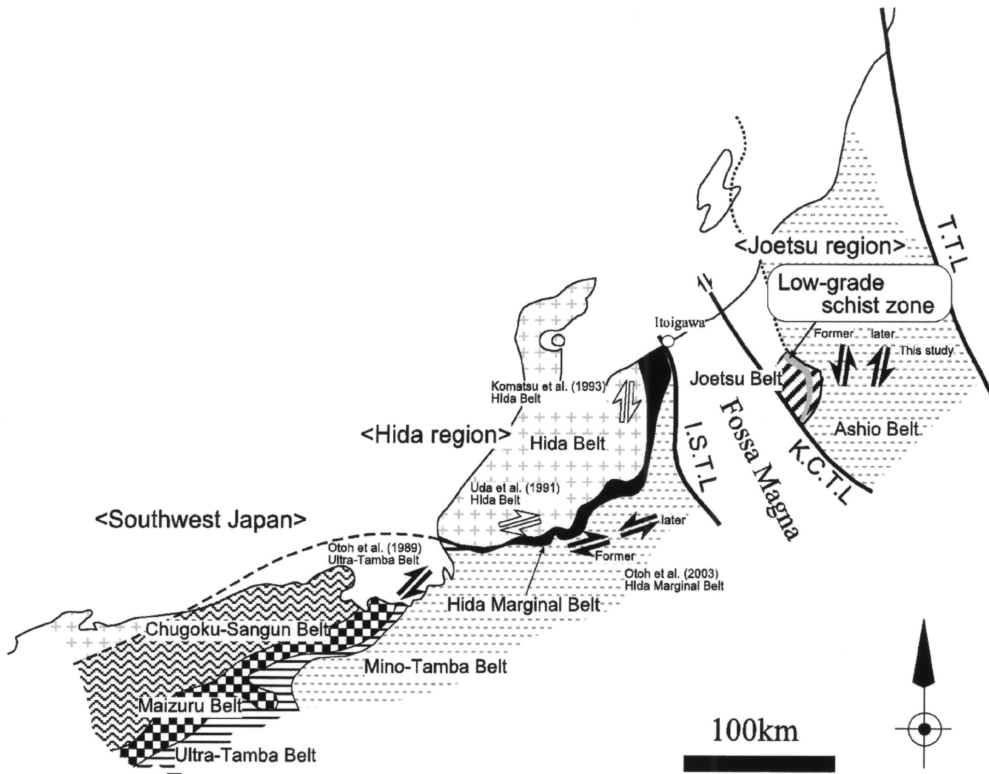 <Joetsu region>
T.T.L
Low-grade
schist zone
Itoigawa
Former
later
This study
Joetsu Belt
Komatsu et al. (1993)
Hida Belt
Ashio Belt
<Hida region>
Hida Belt
I.S.T.L
Fossa Magna
K.C.T.L
Uda et al. (1991)
Hida Belt
<Southwest Japan>
later
Otoh et al. (1989)
Ultra-Tamba Belt
Former
Otoh et al. (2003)
Hida Marginal Belt
Hida Marginal Belt
Chugoku-Sangun Belt
Mino-Tamba Belt
Maizuru Belt
100km
Ultra-Tamba Belt